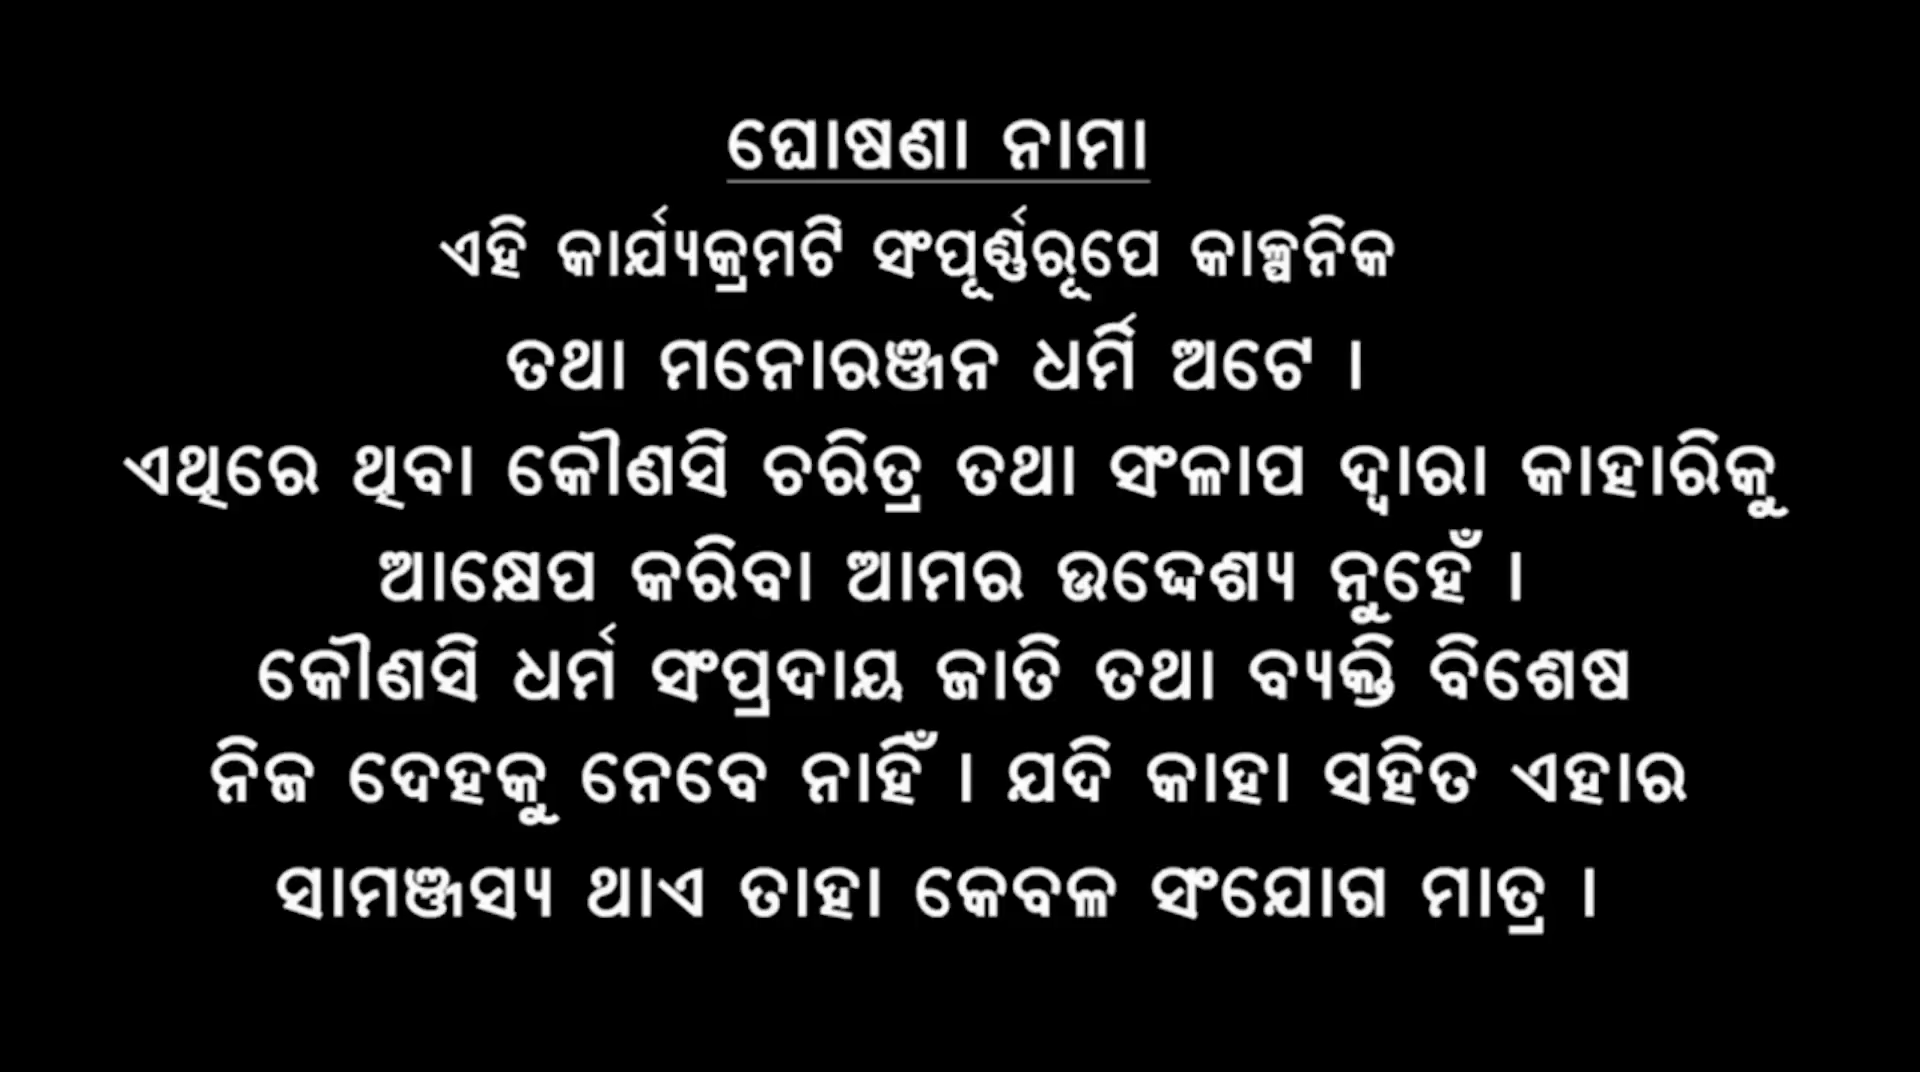 ଘୋଷଣା ନାମା
ଏହି କାର୍ଯ୍ୟକ୍ରମଟି ସଂପୂର୍ଣ୍ଣରୂପେ କାଳ୍ପନିକ
ତଥା ମନୋରଞ୍ଜନ ଧର୍ମି ଅଟେ ।
ଏଥିରେ ଥିବା କୌଣସି ଚରିତ୍ର ତଥା ସଂଳାପ ଦ୍ୱାରା କାହାରିକୁ
ଆକ୍ଷେପ କରିବା ଆମର ଉଦ୍ଦେଶ୍ୟ ନୁହେଁ ।
କୌଣସି ଧର୍ମ ସଂପ୍ରଦାୟ ଜାତି ତଥା ବ୍ୟକ୍ତି ବିଶେଷ
ନିଜ ଦେହକୁ ନେବେ ନାହିଁ । ଯଦି କାହା ସହିତ ଏହାର
ସାମଞ୍ଜସ୍ୟ ଥାଏ ତାହା କେବଳ ସଂଯୋଗ ମାତ୍ର ।